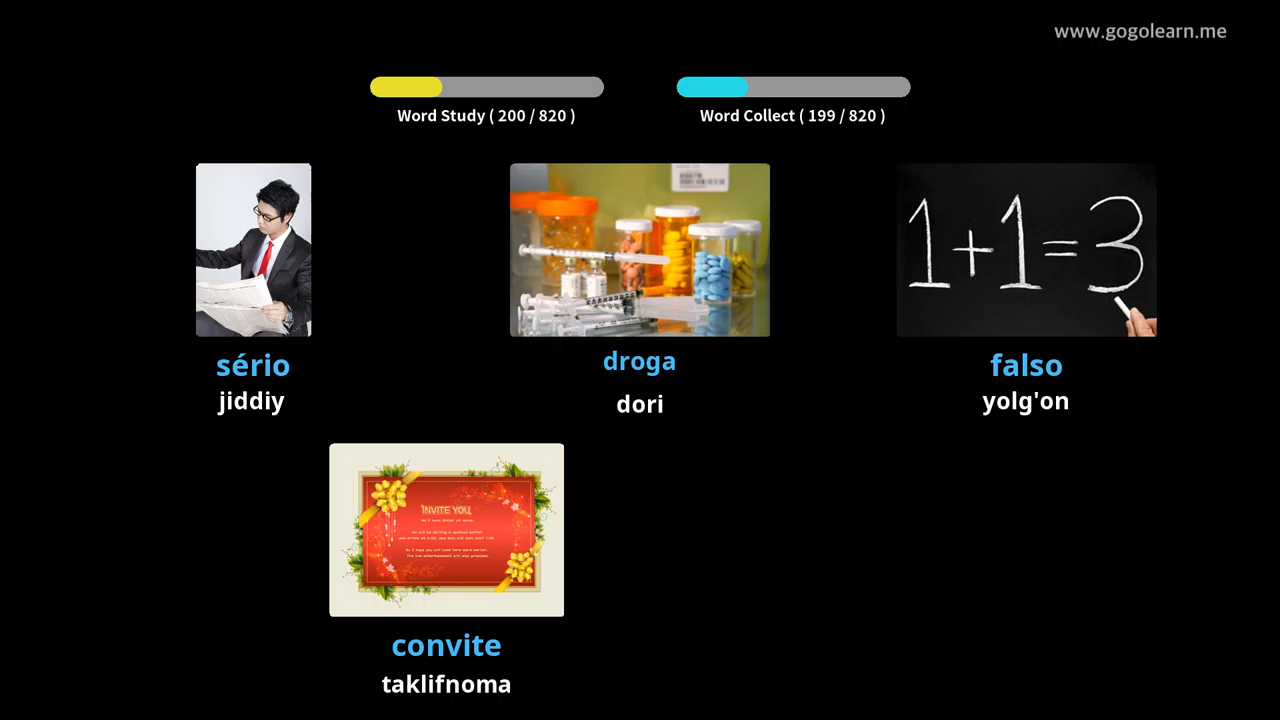 www.gogolearn.me
Word Study ( 200 / 820 )
Word Collect ( 199 / 820 )
1+1=3
sério
jiddiy
droga
dori
falso
yolg'on
INVITE YOU
convite
taklifnoma